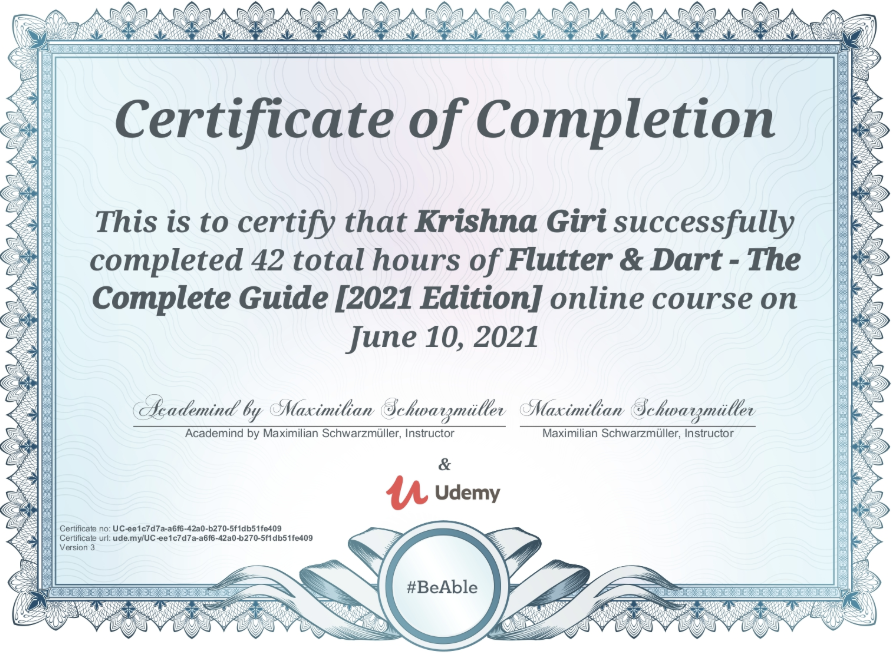 Certificate of Completion
This is to certify that Krishna Giri successfully
completed 42 total hours of Flutter & Dart - The
Complete Guide [2021 Edition] online course on
June 10, 2021
Academind by Maximilian Schwarzmüller Maximilian Schwarzmüller
Academind by Maximilian Schwarzmüller, Instructor Maximilian Schwarzmüller, Instructor
&
Udemy
Certificate no: UC-ee1c7d7a-a6f6-42a0-b270-5f1db51fe409
Certificate url: ude.my/UC-ee1c7d7a-a6f6-42a0-b270-5f1db51fe409
Version 3
#BeAble